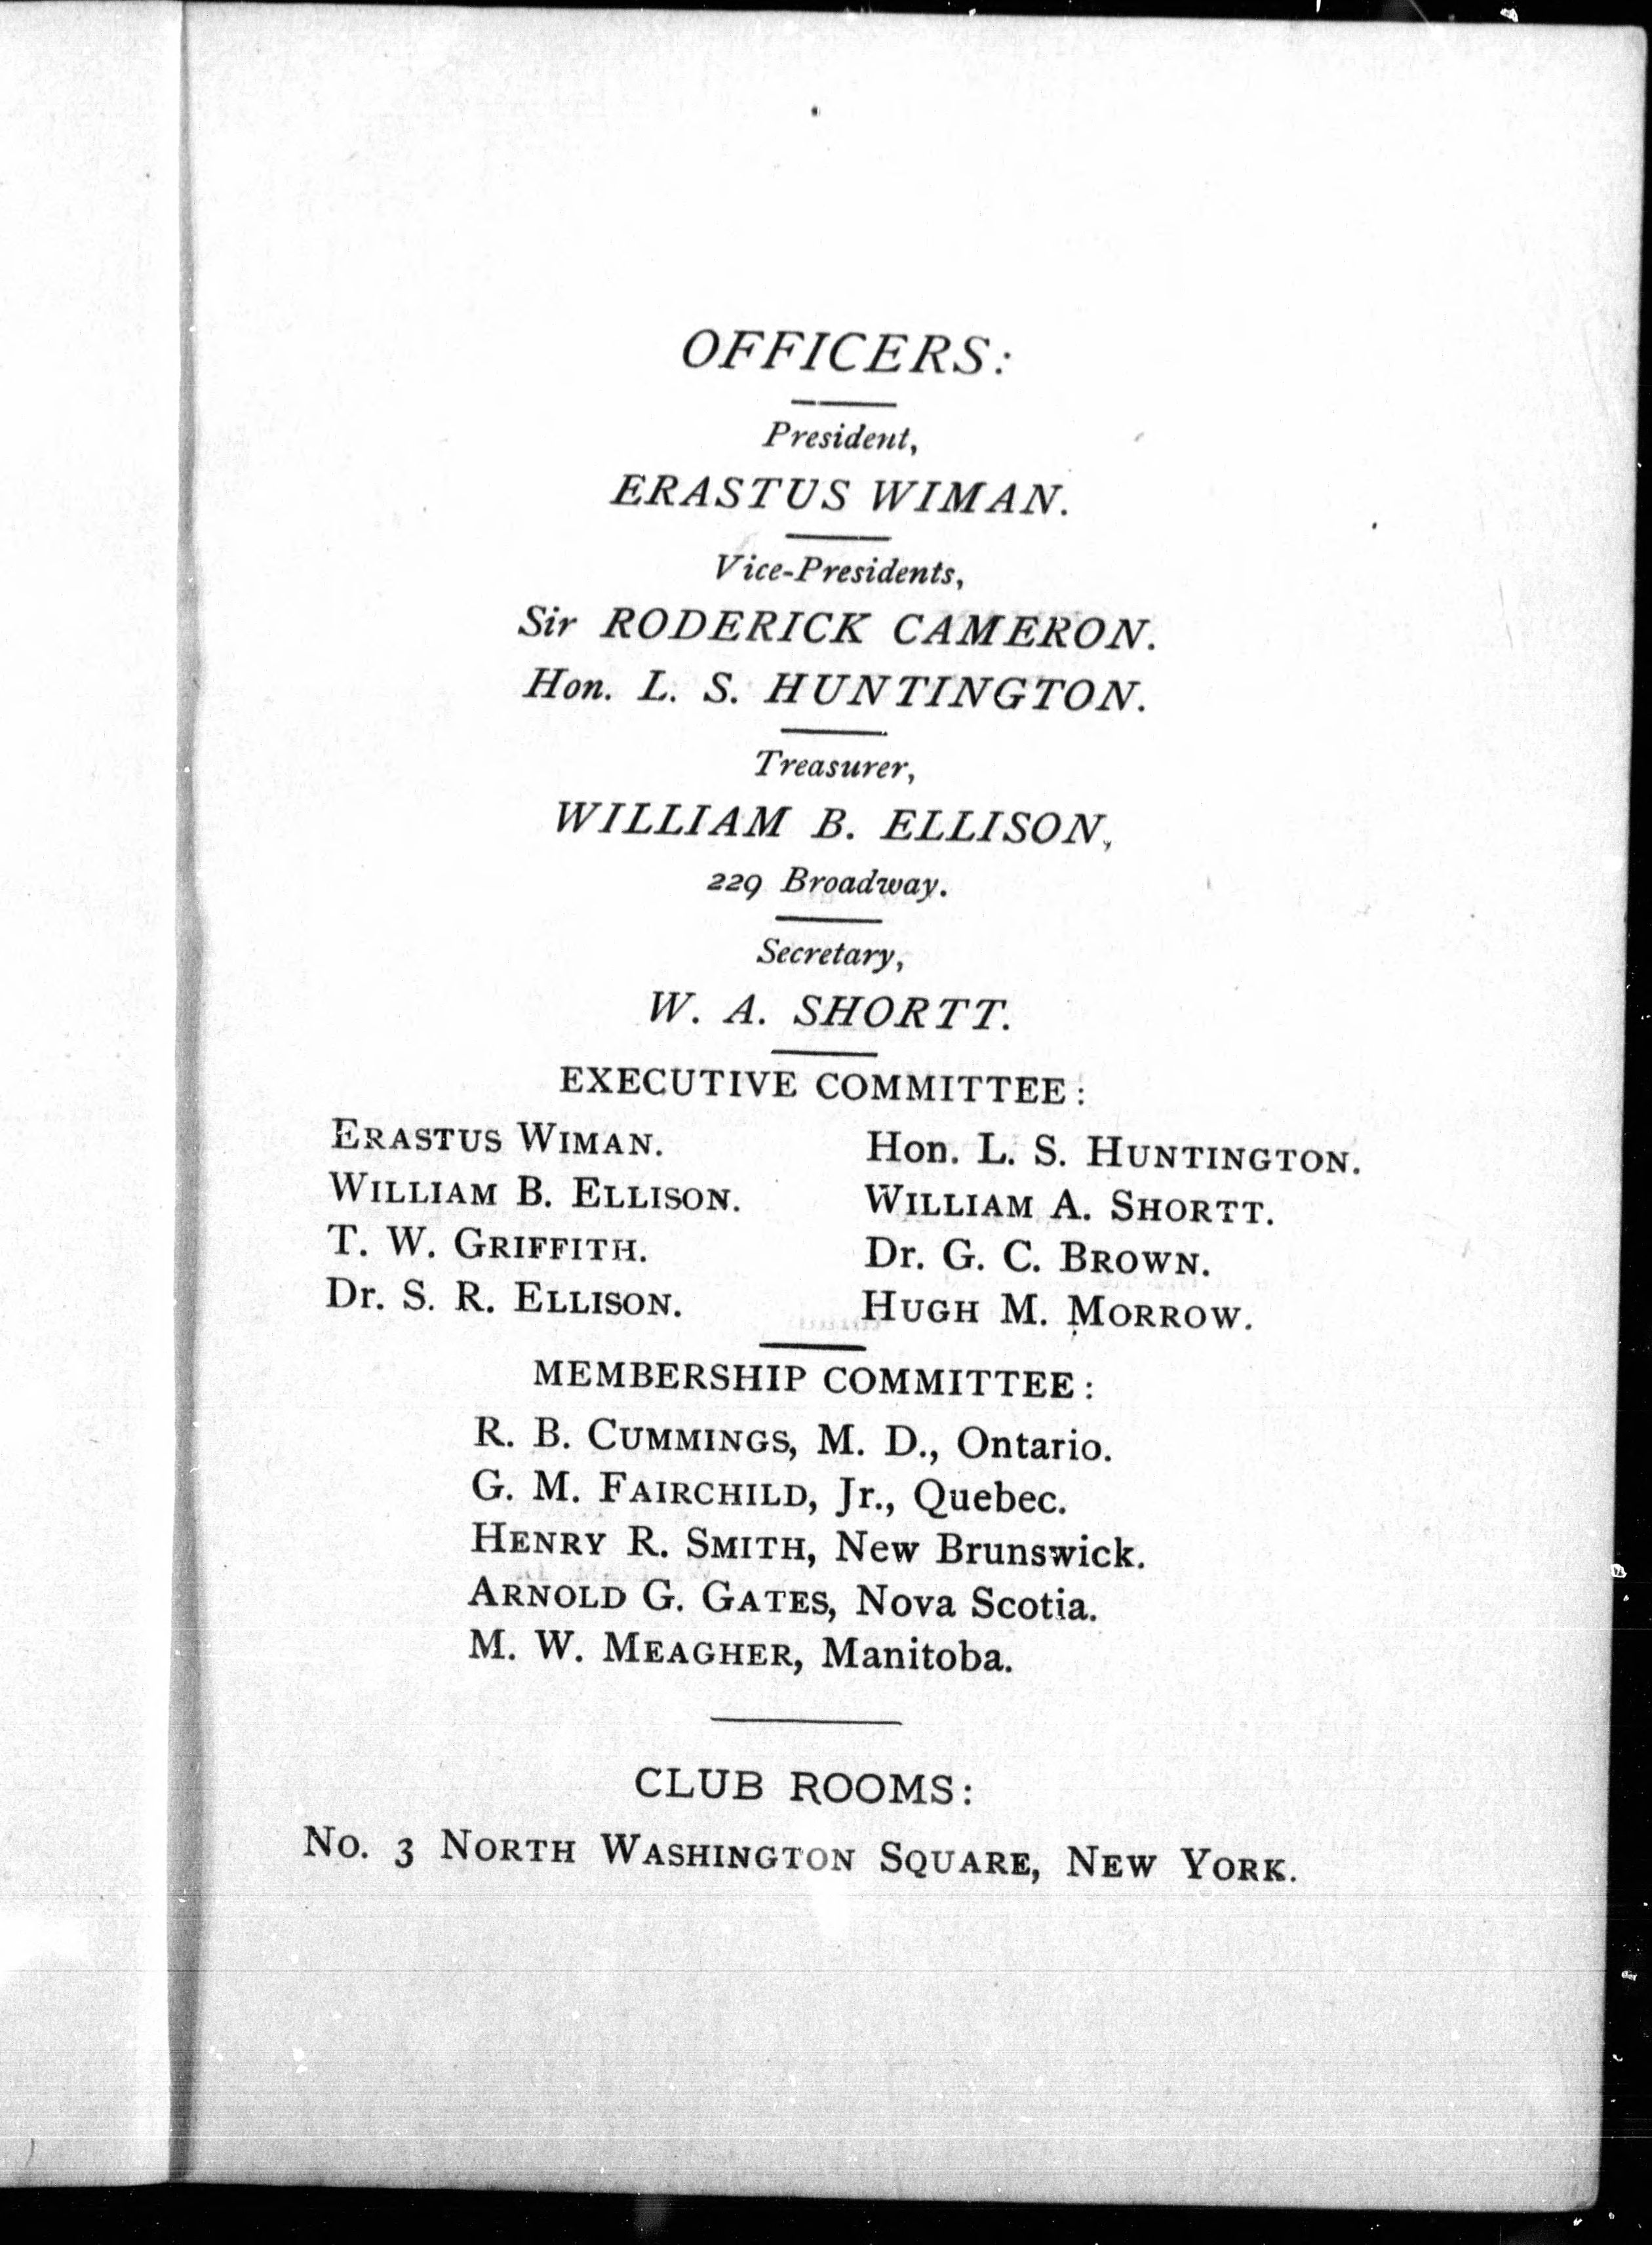 OFFICERS:
President,
ERASTUS WIMAN.
Vice-Presidents,
Sir RODERICK CAMERON.
Hon. L. S. HUNTINGTON.
Treasurer,
WILLIAM B. ELLISON,
229 Broadway.
Secretary,
W. A. SHORTT.
EXECUTIVE COMMITTEE:
ERASTUS WIMAN.
WILLIAM B. ELLISON.
T. W. GRIFFITH.
Dr. S. R. ELLISON.
Hon. L. S. HUNTINGTON.
WILLIAM A. SHORTT.
Dr. G. C. BROWN.
HUGH M. MORROW.
MEMBERSHIP COMMITTEE:
R. B. CUMMINGS, M. D., Ontario.
G. M. FAIRCHILD, Jr., Quebec.
HENRY R. SMITH, New Brunswick.
ARNOLD G. GATES, Nova Scotia.
M. W. MEAGHER, Manitoba.
CLUB ROOMS:
NO. 3 NORTH WASHINGTON SQUARE, NEW YORK.